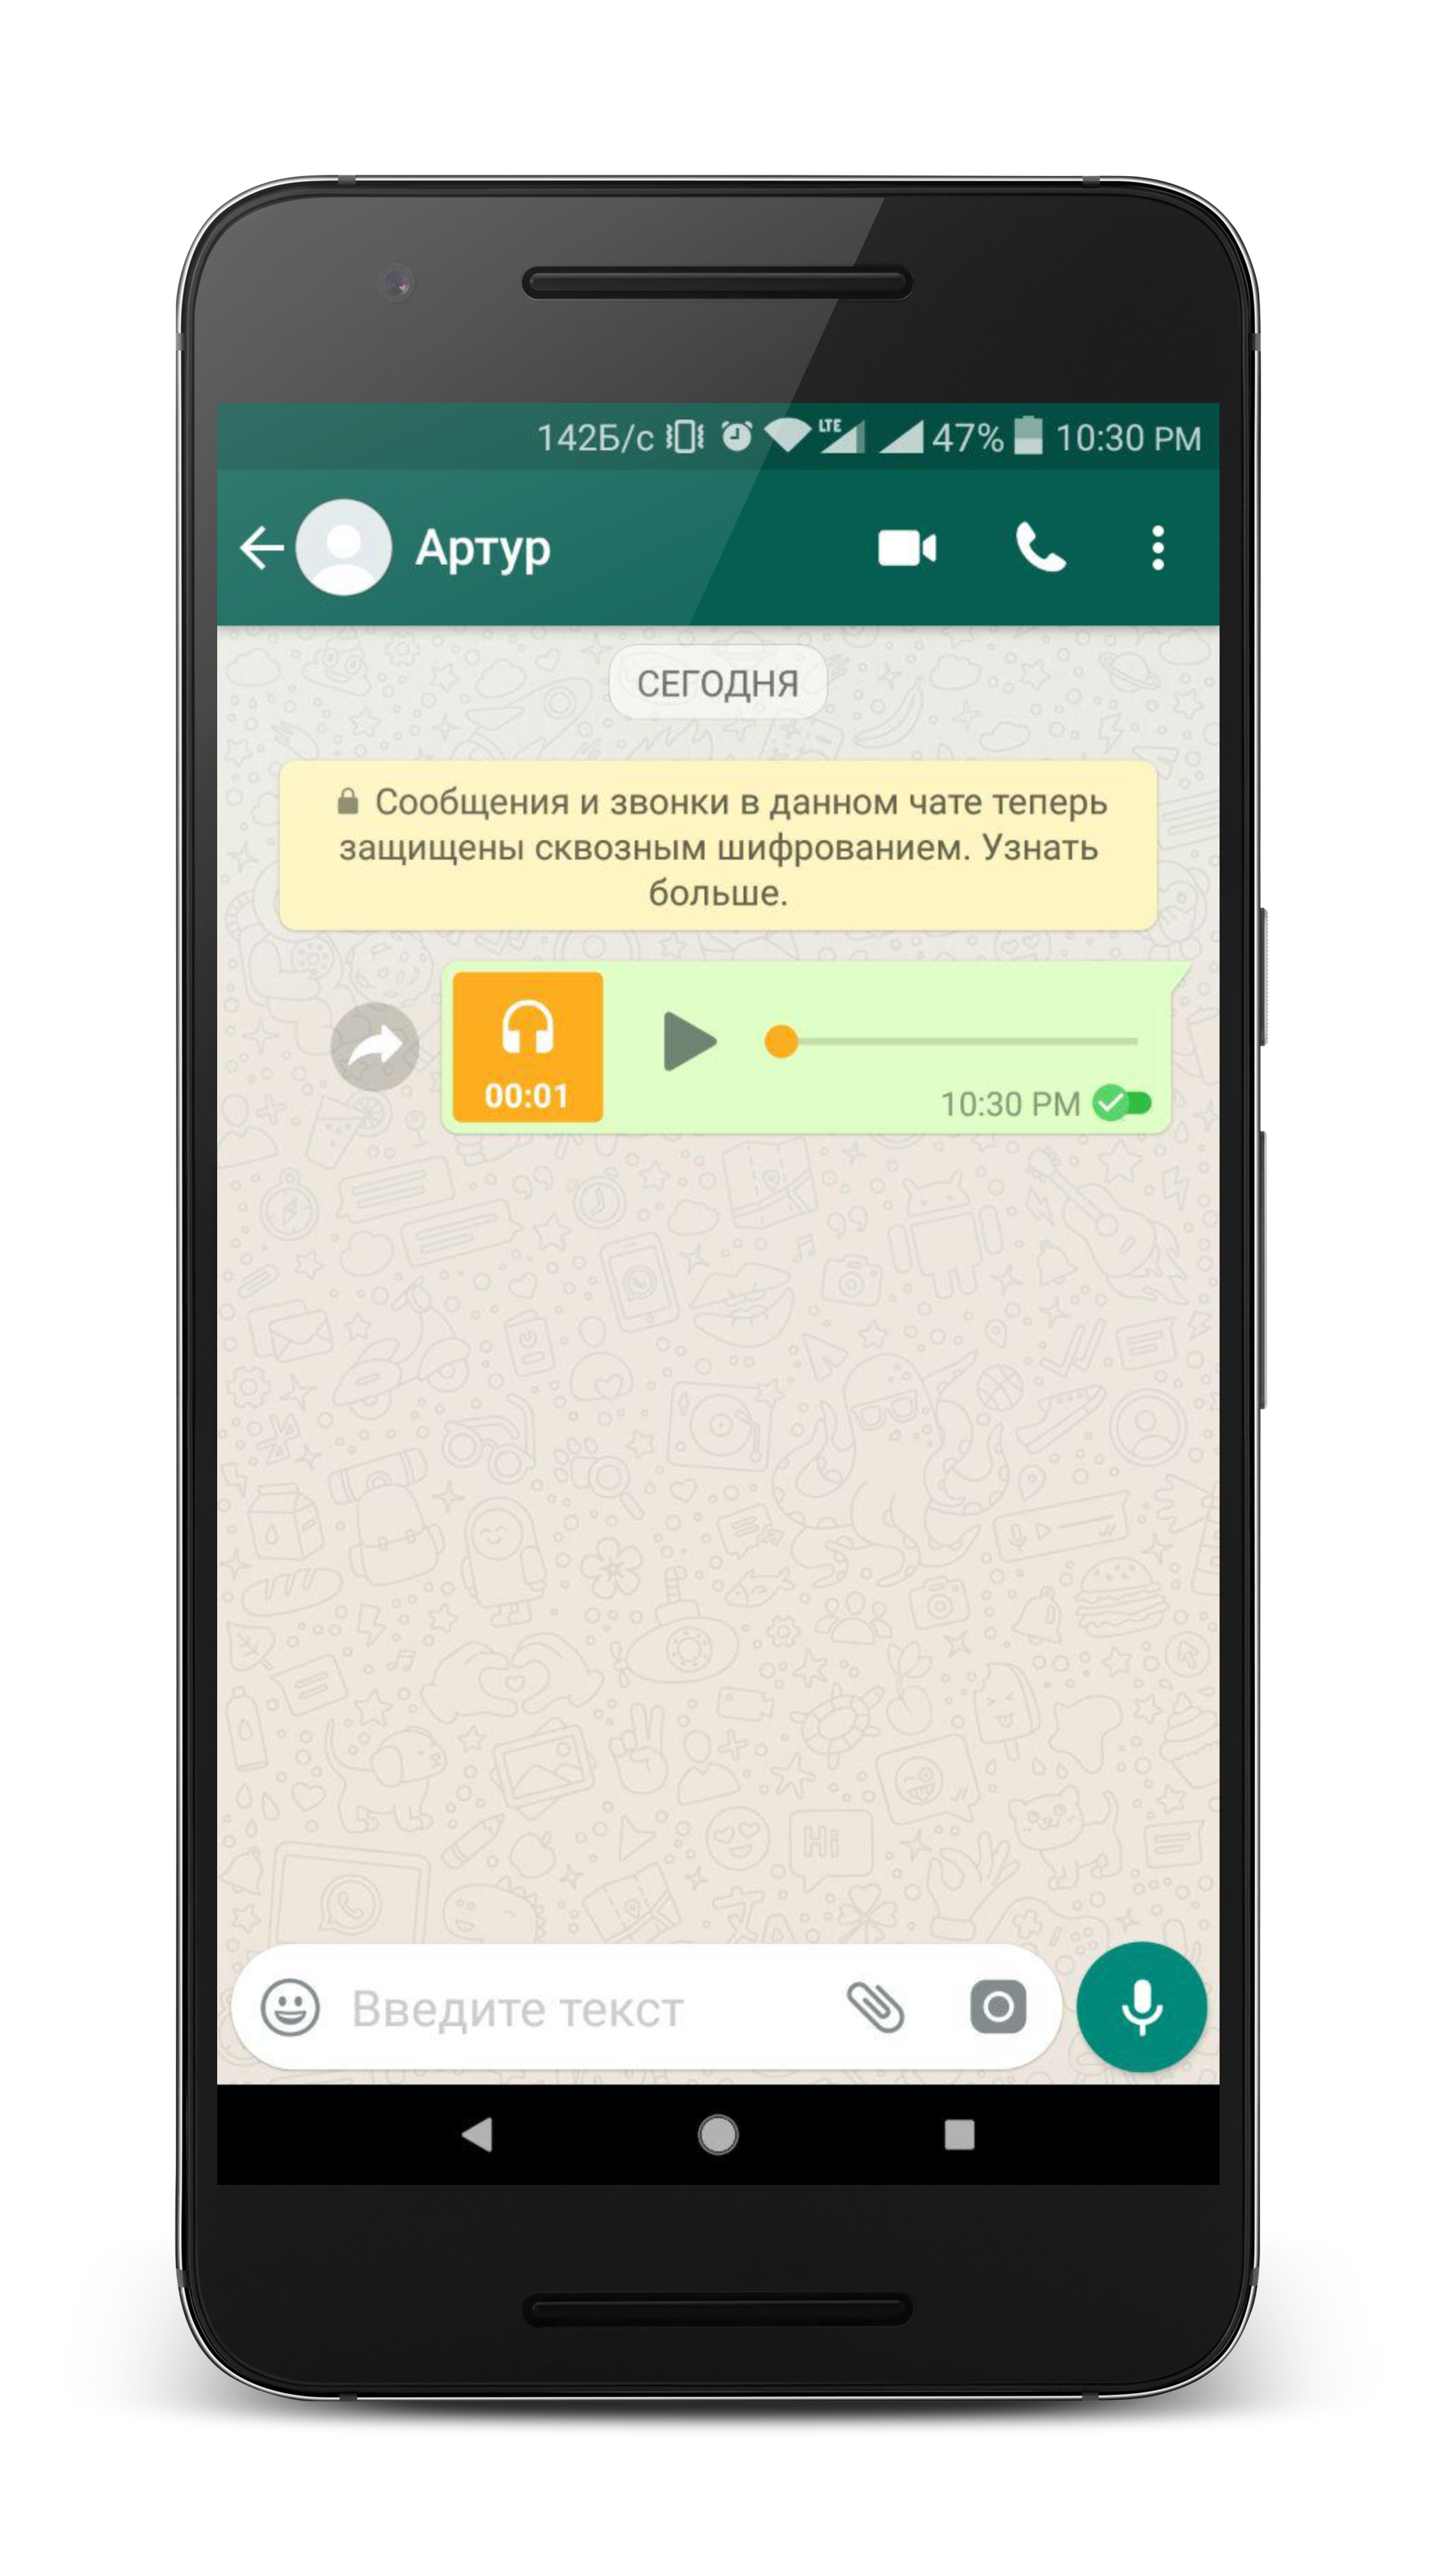 142Б/с LTE 47% 10:30 PM
Артур
СЕГОДНЯ
Сообщения и звонки в данном чате теперь
защищены сквозным шифрованием. Узнать
больше.
00:01
10:30 PM
Hi
Введите текст